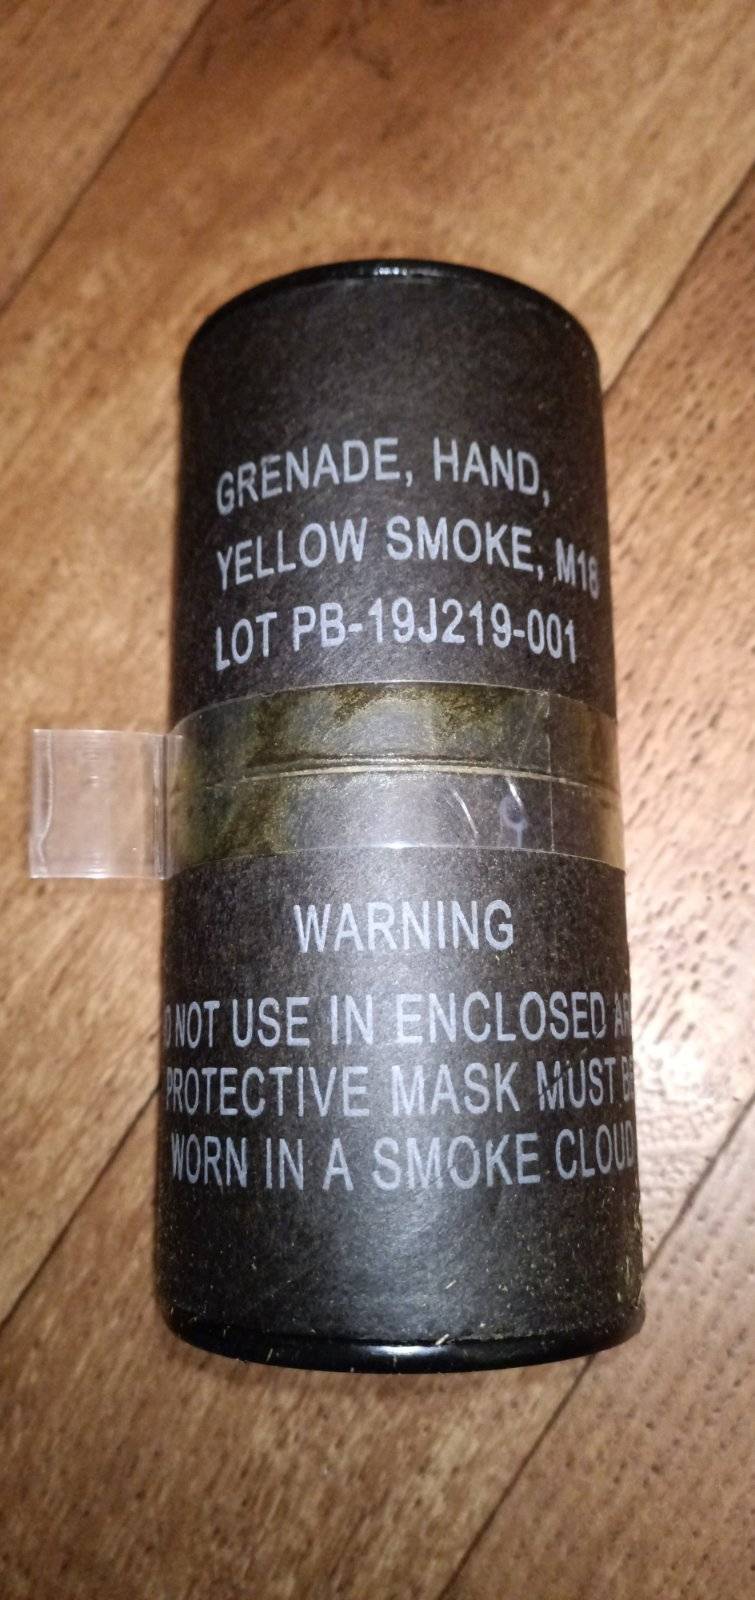 GRENADE, HAND,
YELLOW SMOKE, M18
LOT PB-19J219-001
WARNING
NOT USE IN ENCLOSED
PROTECTIVE MASK MUST BE
WORN IN A SMOKE CLOUD